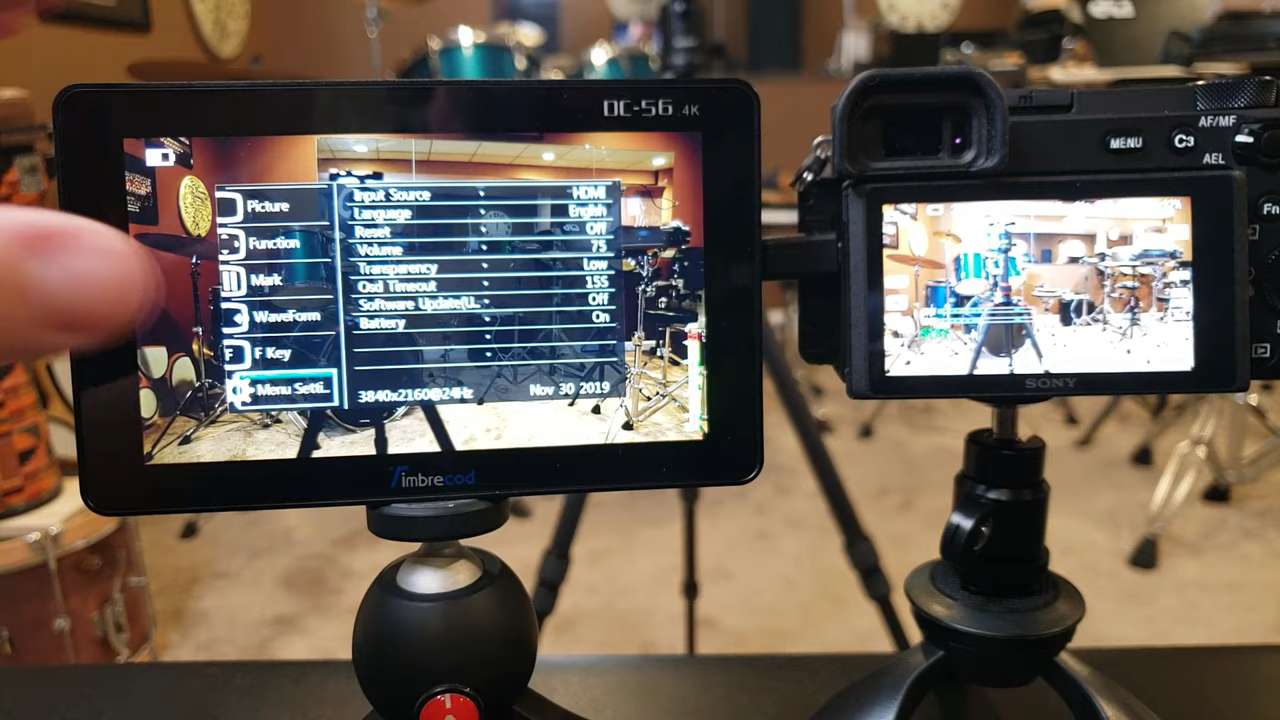 DC-56 4K
Picture
Function
Mark
WaveForm
F Key
Menu Setti..
Input Source HDMI
Language English
Reset Off
Volume 75
Transparency Low
Osd Timeout 15S
Software Update(U.. Off
Battery On
3840x2160@24Hz Nov 30 2019
Timbrecod
AF/MF
MENU
C3
AEL
Fn
SONY